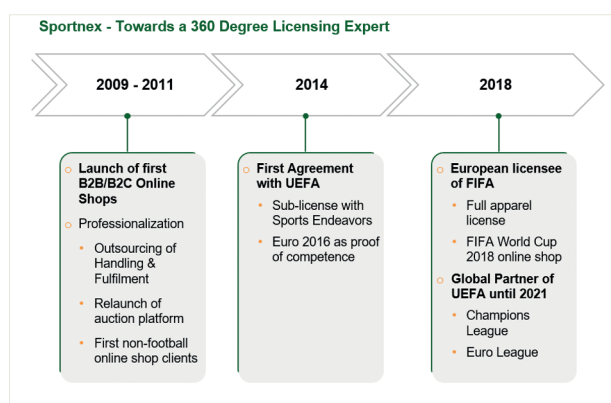 Sportnex - Towards a 360 Degree Licensing Expert
2009 - 2011
2014
2018
Launch of first
B2B/B2C Online
Shops
Professionalization
Outsourcing of
Handling &
Fulfilment
Relaunch of
auction platform
First non-football
online shop clients
First Agreement
with UEFA
Sub-license with
Sports Endeavors
Euro 2016 as proof
of competence
European licensee
of FIFA
Full apparel
license
FIFA World Cup
2018 online shop
Global Partner of
UEFA until 2021
Champions
League
Euro League